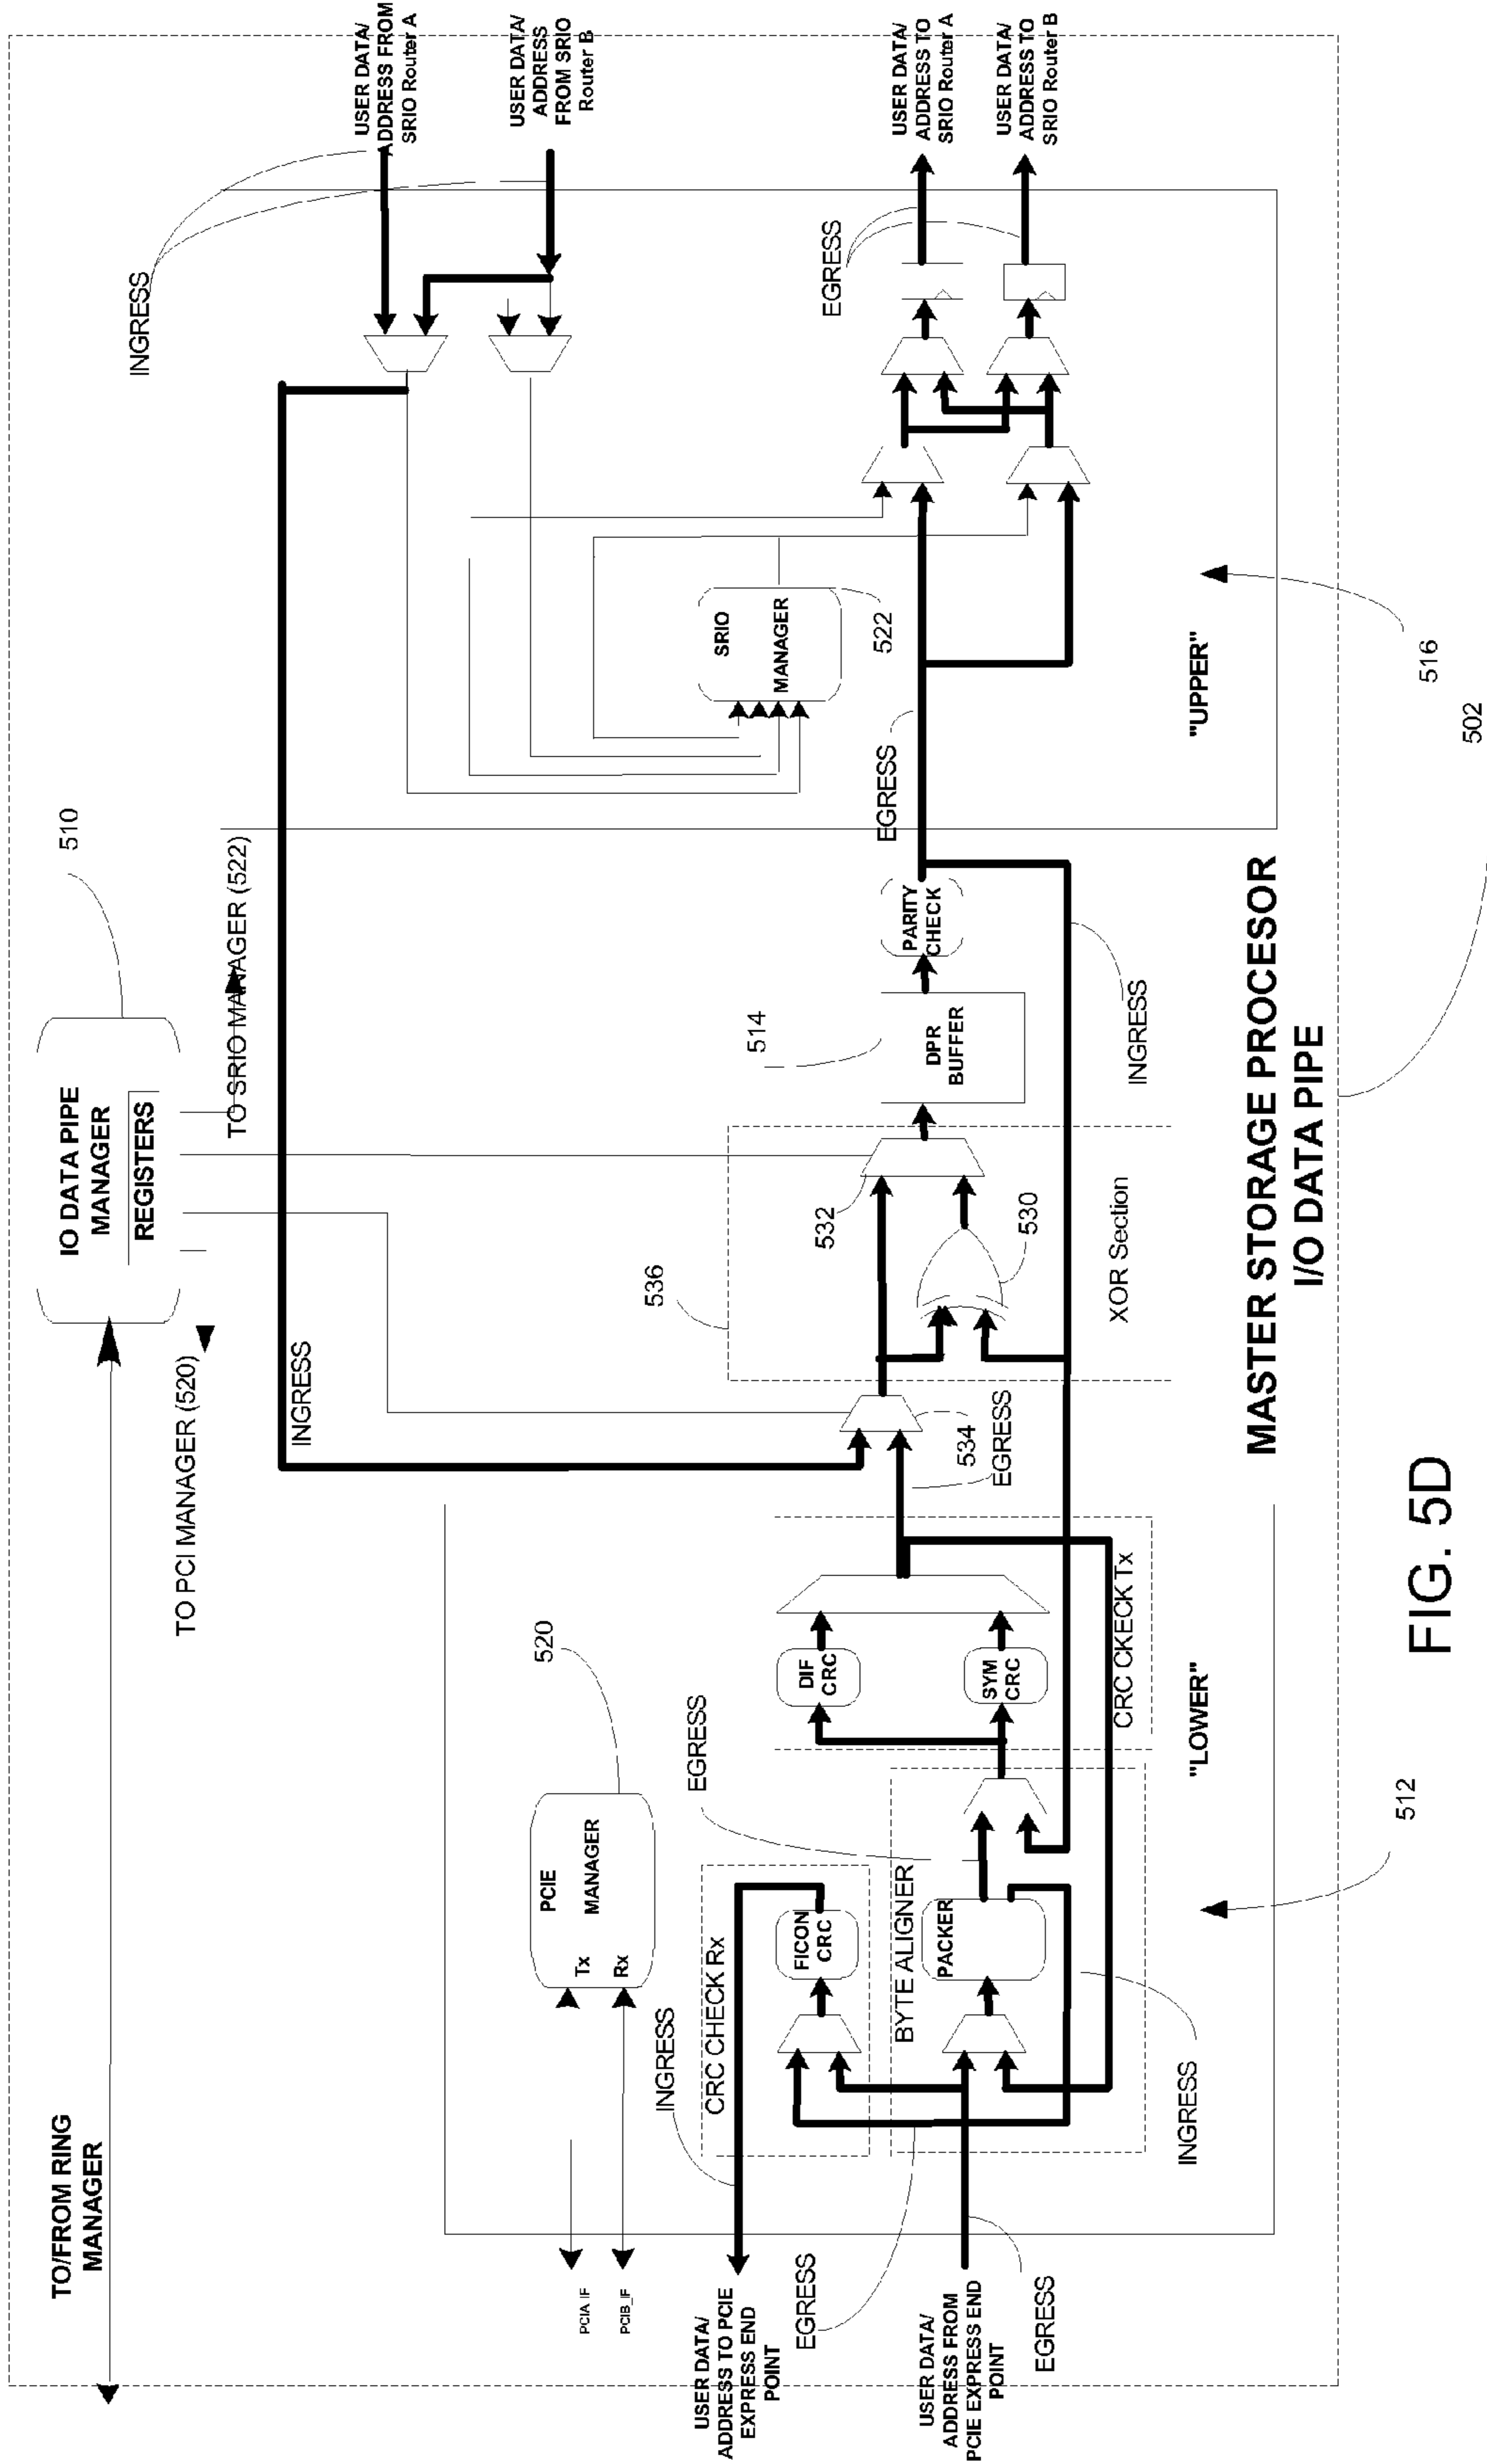 TO/FROM RING
MANAGER
IO DATA PIPE
MANAGER
REGISTERS
510
TO PCI MANAGER (520)
TO SRIO MANAGER (522)
INGRESS
INGRESS
USER DATA/
ADDRESS FROM
SRIO Router A
USER DATA/
ADDRESS
FROM SRIO
Router B
PCIA IF
PCIB_IF
PCIE
MANAGER
Tx
Rx
520
INGRESS
CRC CHECK Rx
FICON
CRC
EGRESS
BYTE ALIGNER
PACKER
DIF
CRC
SYM
CRC
CRC CKECK Tx
USER DATA/
ADDRESS TO PCIE
EXPRESS END
POINT
EGRESS
USER DATA/
ADDRESS FROM
PCIE EXPRESS END
POINT
EGRESS
INGRESS
"LOWER"
512
534
EGRESS
536
532
530
XOR Section
514
DPR
BUFFER
PARITY
CHECK
INGRESS
EGRESS
SRIO
MANAGER
522
EGRESS
USER DATA/
ADDRESS TO
SRIO Router A
USER DATA/
ADDRESS TO
SRIO Router B
"UPPER"
516
502
MASTER STORAGE PROCESOR
I/O DATA PIPE
FIG. 5D